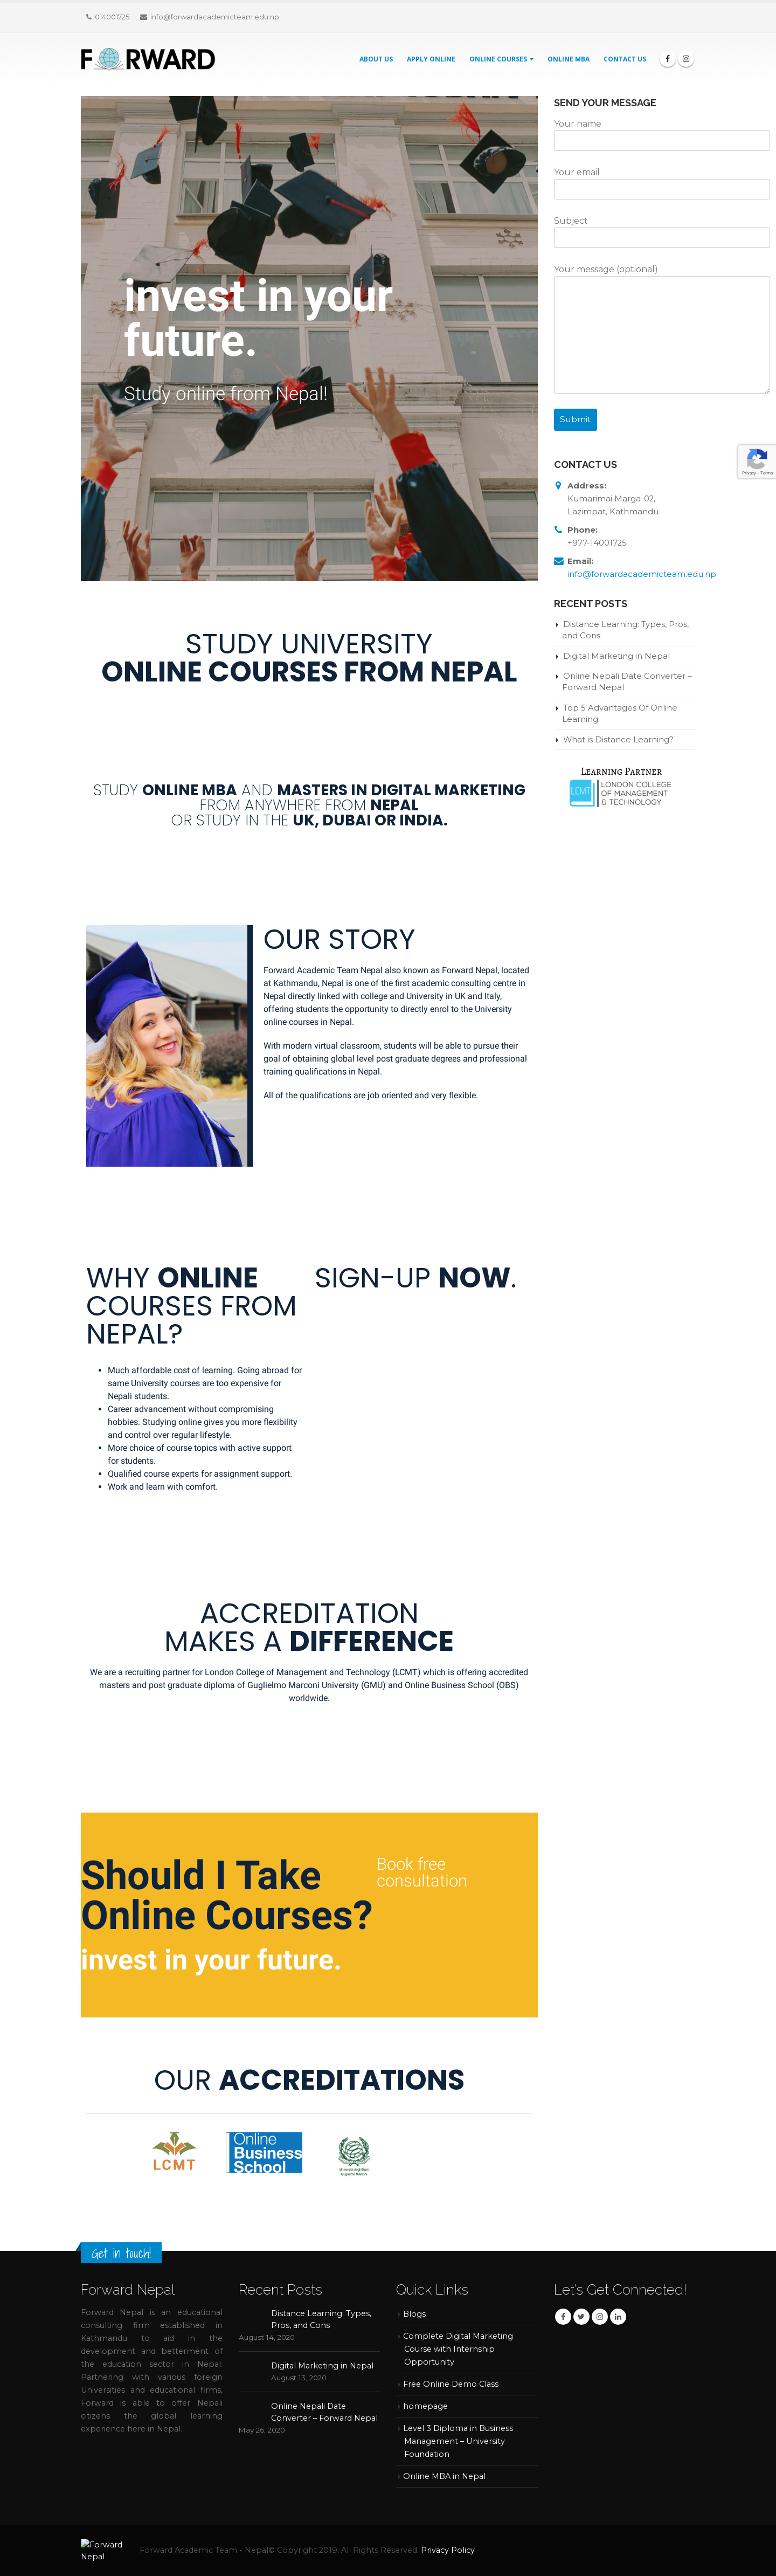 014001725 info@forwardacademicteam.edu.np
FORWARD
ABOUT US APPLY ONLINE ONLINE COURSES ONLINE MBA CONTACT US
invest in your
future.
Study online from Nepal!
STUDY UNIVERSITY
ONLINE COURSES FROM NEPAL
STUDY ONLINE MBA AND MASTERS IN DIGITAL MARKETING
FROM ANYWHERE FROM NEPAL
OR STUDY IN THE UK, DUBAI OR INDIA.
OUR STORY
Forward Academic Team Nepal also known as Forward Nepal, located
at Kathmandu, Nepal is one of the first academic consulting centre in
Nepal directly linked with college and University in UK and Italy,
offering students the opportunity to directly enrol to the University
online courses in Nepal.
With modern virtual classroom, students will be able to pursue their
goal of obtaining global level post graduate degrees and professional
training qualifications in Nepal.
All of the qualifications are job oriented and very flexible.
WHY ONLINE
COURSES FROM
NEPAL?
• Much affordable cost of learning. Going abroad for
same University courses are too expensive for
Nepali students.
• Career advancement without compromising
hobbies. Studying online gives you more flexibility
and control over regular lifestyle.
• More choice of course topics with active support
for students.
• Qualified course experts for assignment support.
• Work and learn with comfort.
SIGN-UP NOW.
ACCREDITATION
MAKES A DIFFERENCE
We are a recruiting partner for London College of Management and Technology (LCMT) which is offering accredited
masters and post graduate diploma of Guglielmo Marconi University (GMU) and Online Business School (OBS)
worldwide.
Should I Take
Online Courses?
invest in your future.
Book free
consultation
OUR ACCREDITATIONS
LCMT
Online
Business
School
SEND YOUR MESSAGE
Your name
Your email
Subject
Your message (optional)
Submit
Privacy - Terms
CONTACT US
Address:
Kumarimai Marga-02,
Lazimpat, Kathmandu
Phone:
+977-14001725
Email:
info@forwardacademicteam.edu.np
RECENT POSTS
Distance Learning: Types, Pros,
and Cons
Digital Marketing in Nepal
Online Nepali Date Converter –
Forward Nepal
Top 5 Advantages Of Online
Learning
What is Distance Learning?
Learning Partner
LCMT
LONDON COLLEGE
OF MANAGEMENT
& TECHNOLOGY
Get in touch!
Forward Nepal
Forward Nepal is an educational
consulting firm established in
Kathmandu to aid in the
development and betterment of
the education sector in Nepal.
Partnering with various foreign
Universities and educational firms,
Forward is able to offer Nepali
citizens the global learning
experience here in Nepal.
Recent Posts
Distance Learning: Types,
Pros, and Cons
August 14, 2020
Digital Marketing in Nepal
August 13, 2020
Online Nepali Date
Converter – Forward Nepal
May 26, 2020
Quick Links
Blogs
Complete Digital Marketing
Course with Internship
Opportunity
Free Online Demo Class
homepage
Level 3 Diploma in Business
Management – University
Foundation
Online MBA in Nepal
Let's Get Connected!
Forward
Nepal
Forward Academic Team - Nepal© Copyright 2019. All Rights Reserved. Privacy Policy